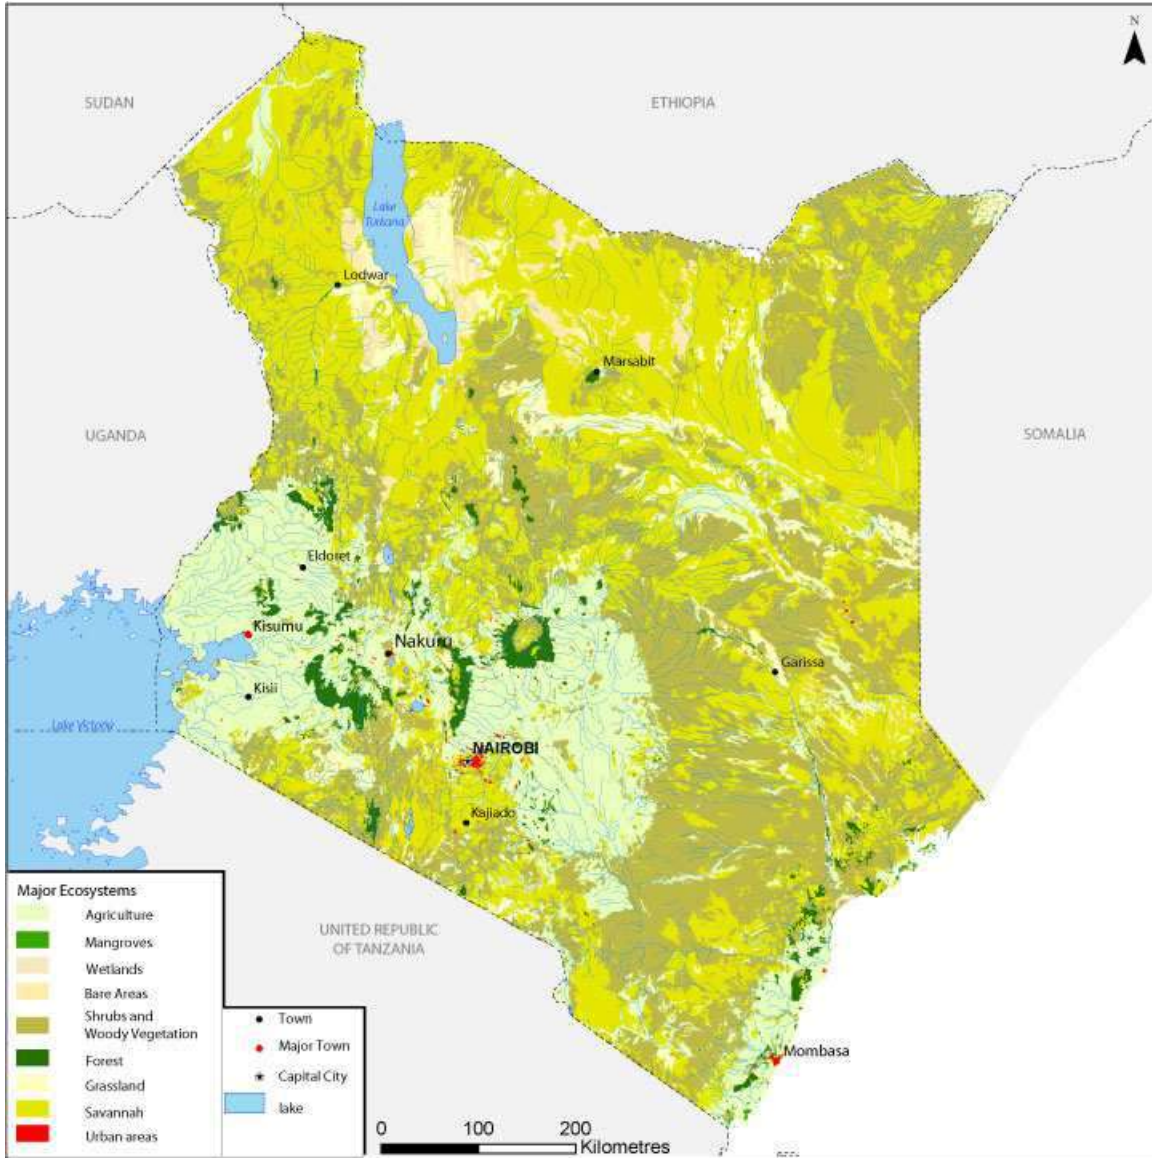 N
SUDAN
ETHIOPIA
Lake
Turkana
Lodwar
Marsabit
UGANDA
SOMALIA
Eldoret
Kisumu
Nakuru
Garissa
Kisii
Lake Victoria
NAIROBI
Kajiado
UNITED REPUBLIC
OF TANZANIA
Mombasa
Major Ecosystems
Agriculture
Mangroves
Wetlands
Bare Areas
Shrubs and
Woody Vegetation
Forest
Grassland
Savannah
Urban areas
Town
Major Town
Capital City
lake
0 100 200
Kilometres